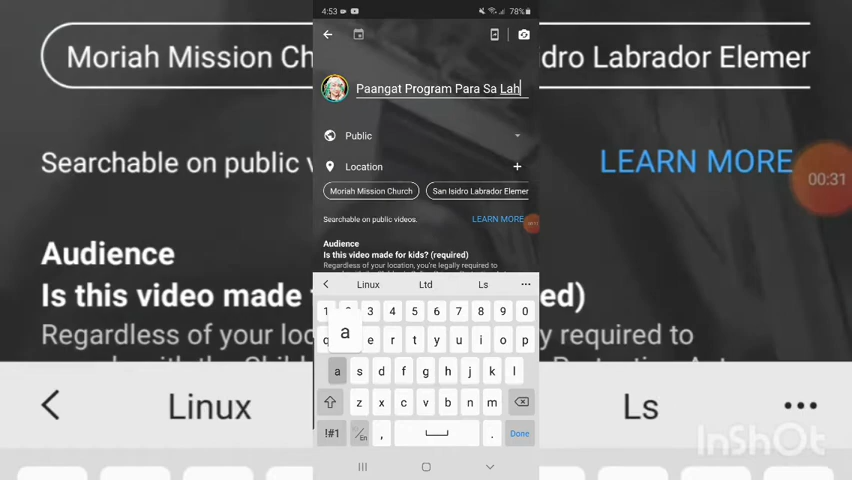 4:53
78%
Paangat Program Para Sa Lah
Public
Location
Moriah Mission Church
San Isidro Labrador Elemer
Searchable on public videos.
LEARN MORE
Audience
Is this video made for kids? (required)
Regardless of your location, you're legally required to
Linux
Ltd
Ls
1 3 4 5 6 7 8 9 0
q e r t y u i o p
a
a s d f g h j k l
z x c v b n m
!#1
En
,
.
Done
Moriah Mission Ch
dro Labrador Elemer
Searchable on public v
LEARN MORE
00:31
Audience
Is this video made
ed)
Regardless of your loc
y required to
Linux
Ls
InShOt